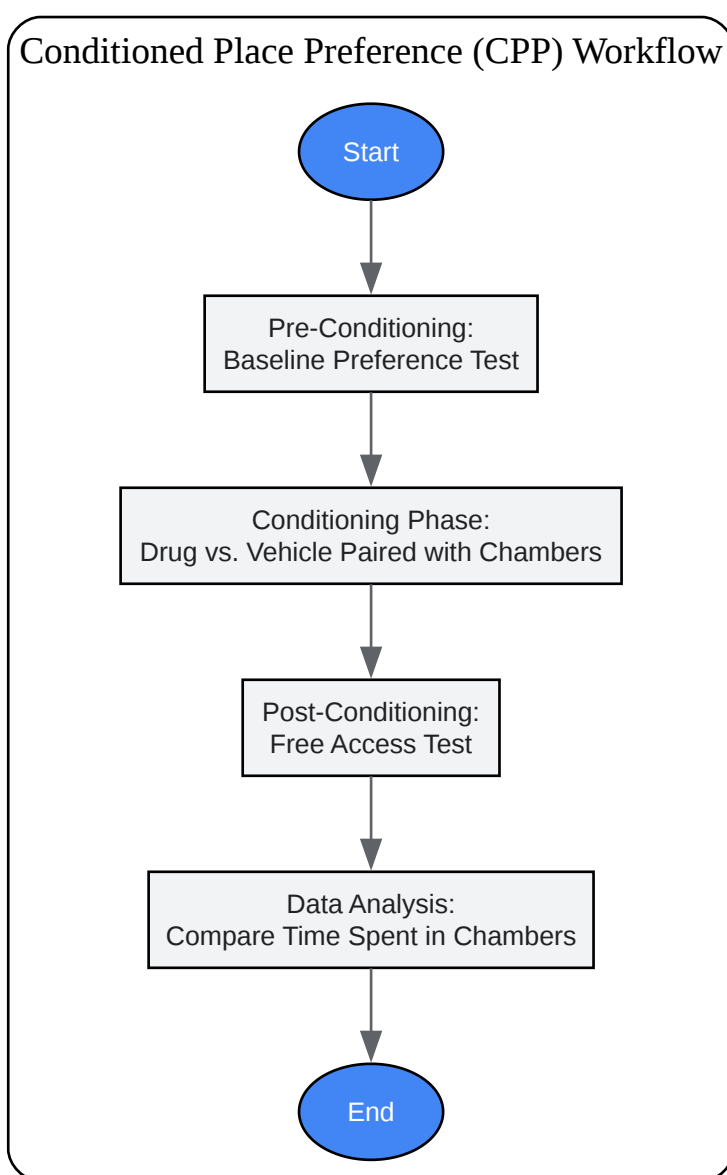 Conditioned Place Preference (CPP) Workflow
Start
Pre-Conditioning:
Baseline Preference Test
Conditioning Phase:
Drug vs. Vehicle Paired with Chambers
Post-Conditioning:
Free Access Test
Data Analysis:
Compare Time Spent in Chambers
End